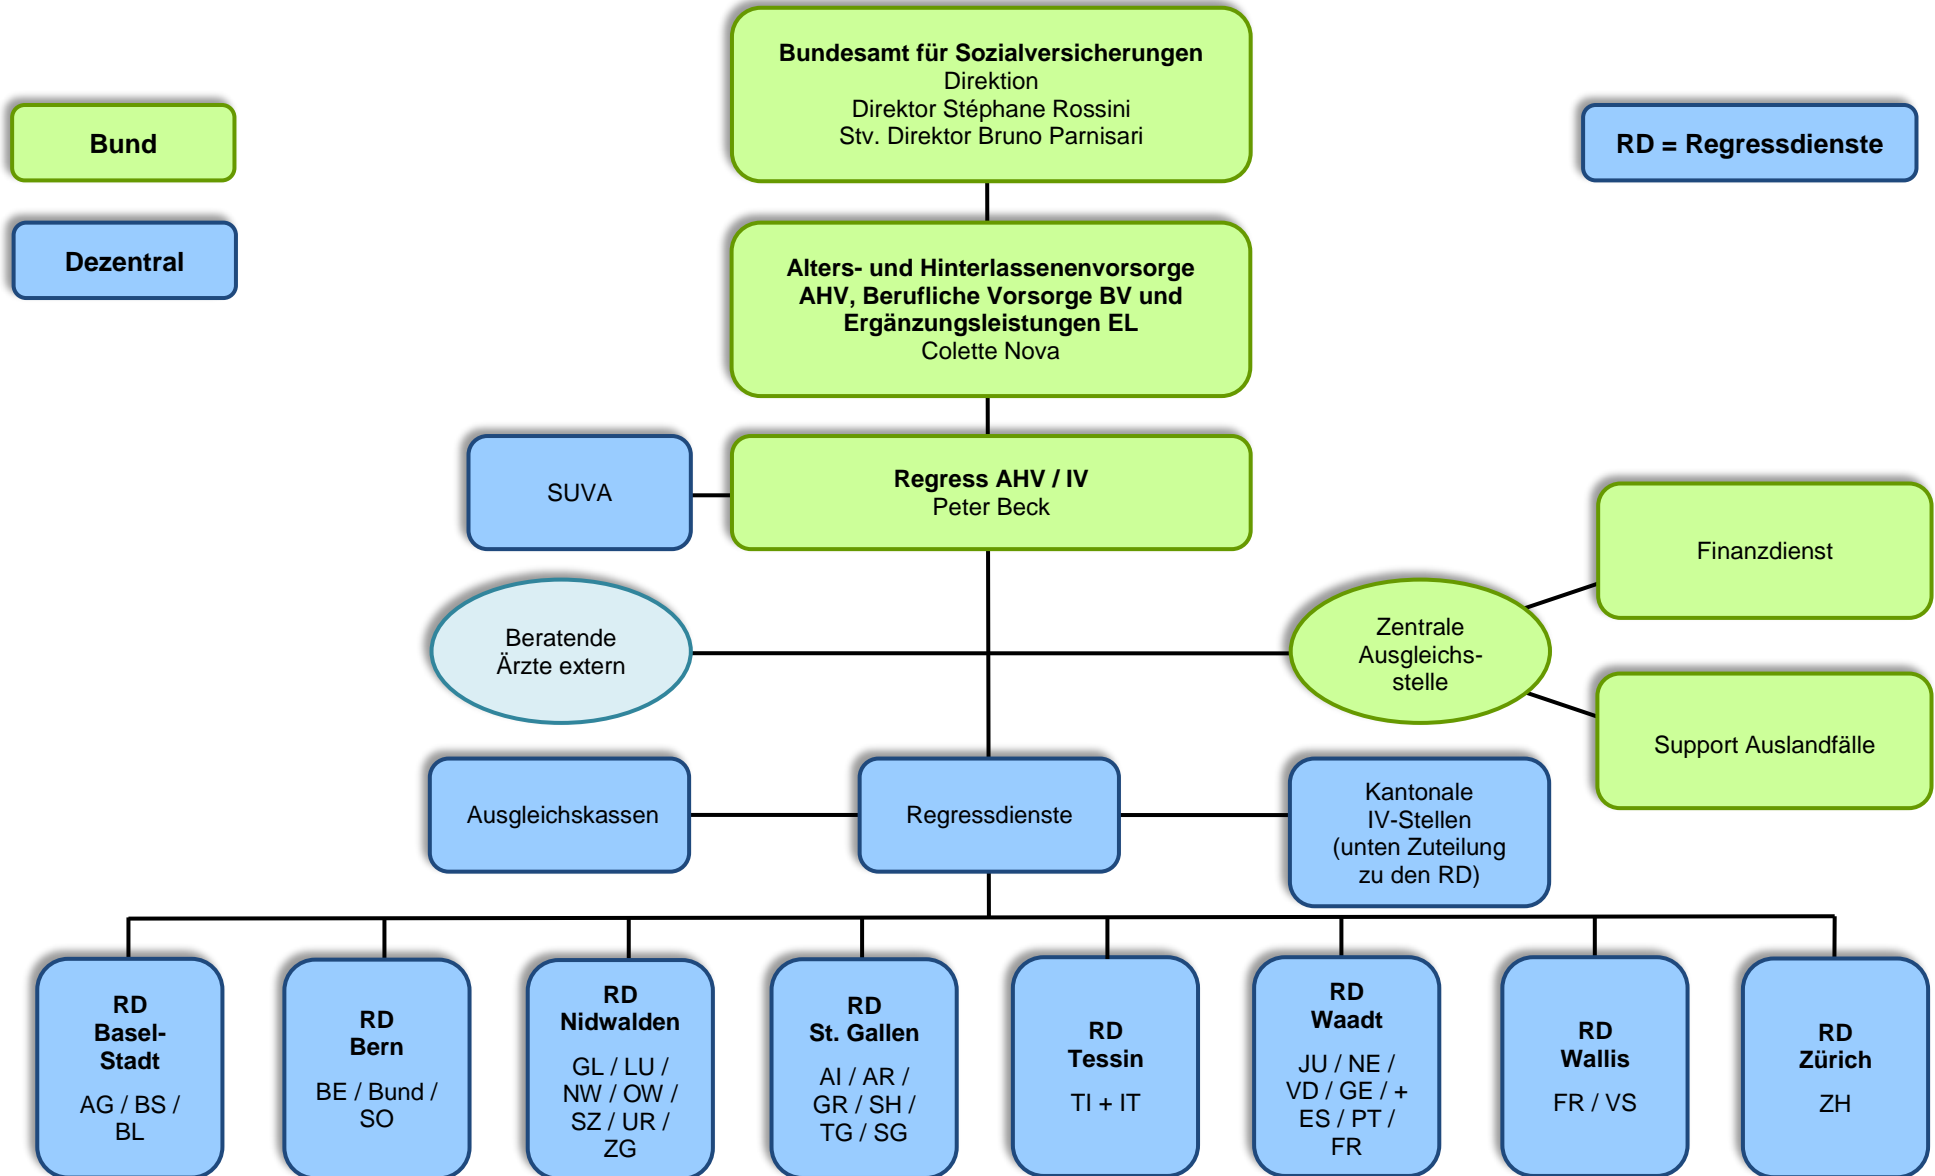 Bundesamt für Sozialversicherungen
Direktion
Direktor Stéphane Rossini
Stv. Direktor Bruno Parnisari
Bund
RD = Regressdienste
Dezentral
Alters- und Hinterlassenenvorsorge
AHV, Berufliche Vorsorge BV und
Ergänzungsleistungen EL
Colette Nova
SUVA
Regress AHV / IV
Peter Beck
Finanzdienst
Beratende
Ärzte extern
Zentrale
Ausgleichs-
stelle
Support Auslandfälle
Ausgleichskassen
Regressdienste
Kantonale
IV-Stellen
(unten Zuteilung
zu den RD)
RD
Basel-
Stadt
AG / BS /
BL
RD
Bern
BE / Bund /
SO
RD
Nidwalden
GL / LU /
NW / OW /
SZ / UR /
ZG
RD
St. Gallen
AI / AR /
GR / SH /
TG / SG
RD
Tessin
TI + IT
RD
Waadt
JU / NE /
VD / GE / +
ES / PT /
FR
RD
Wallis
FR / VS
RD
Zürich
ZH